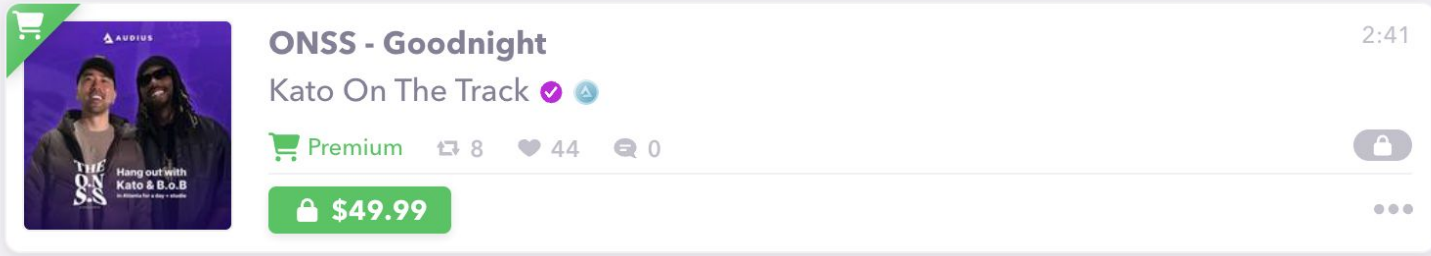 AUDIUS
THE
O.N
S.S
Hang out with
Kato & B.o.B
in Atlanta for a day + studio
ONSS - Goodnight
2:41
Kato On The Track
Premium 8 44 0
$49.99